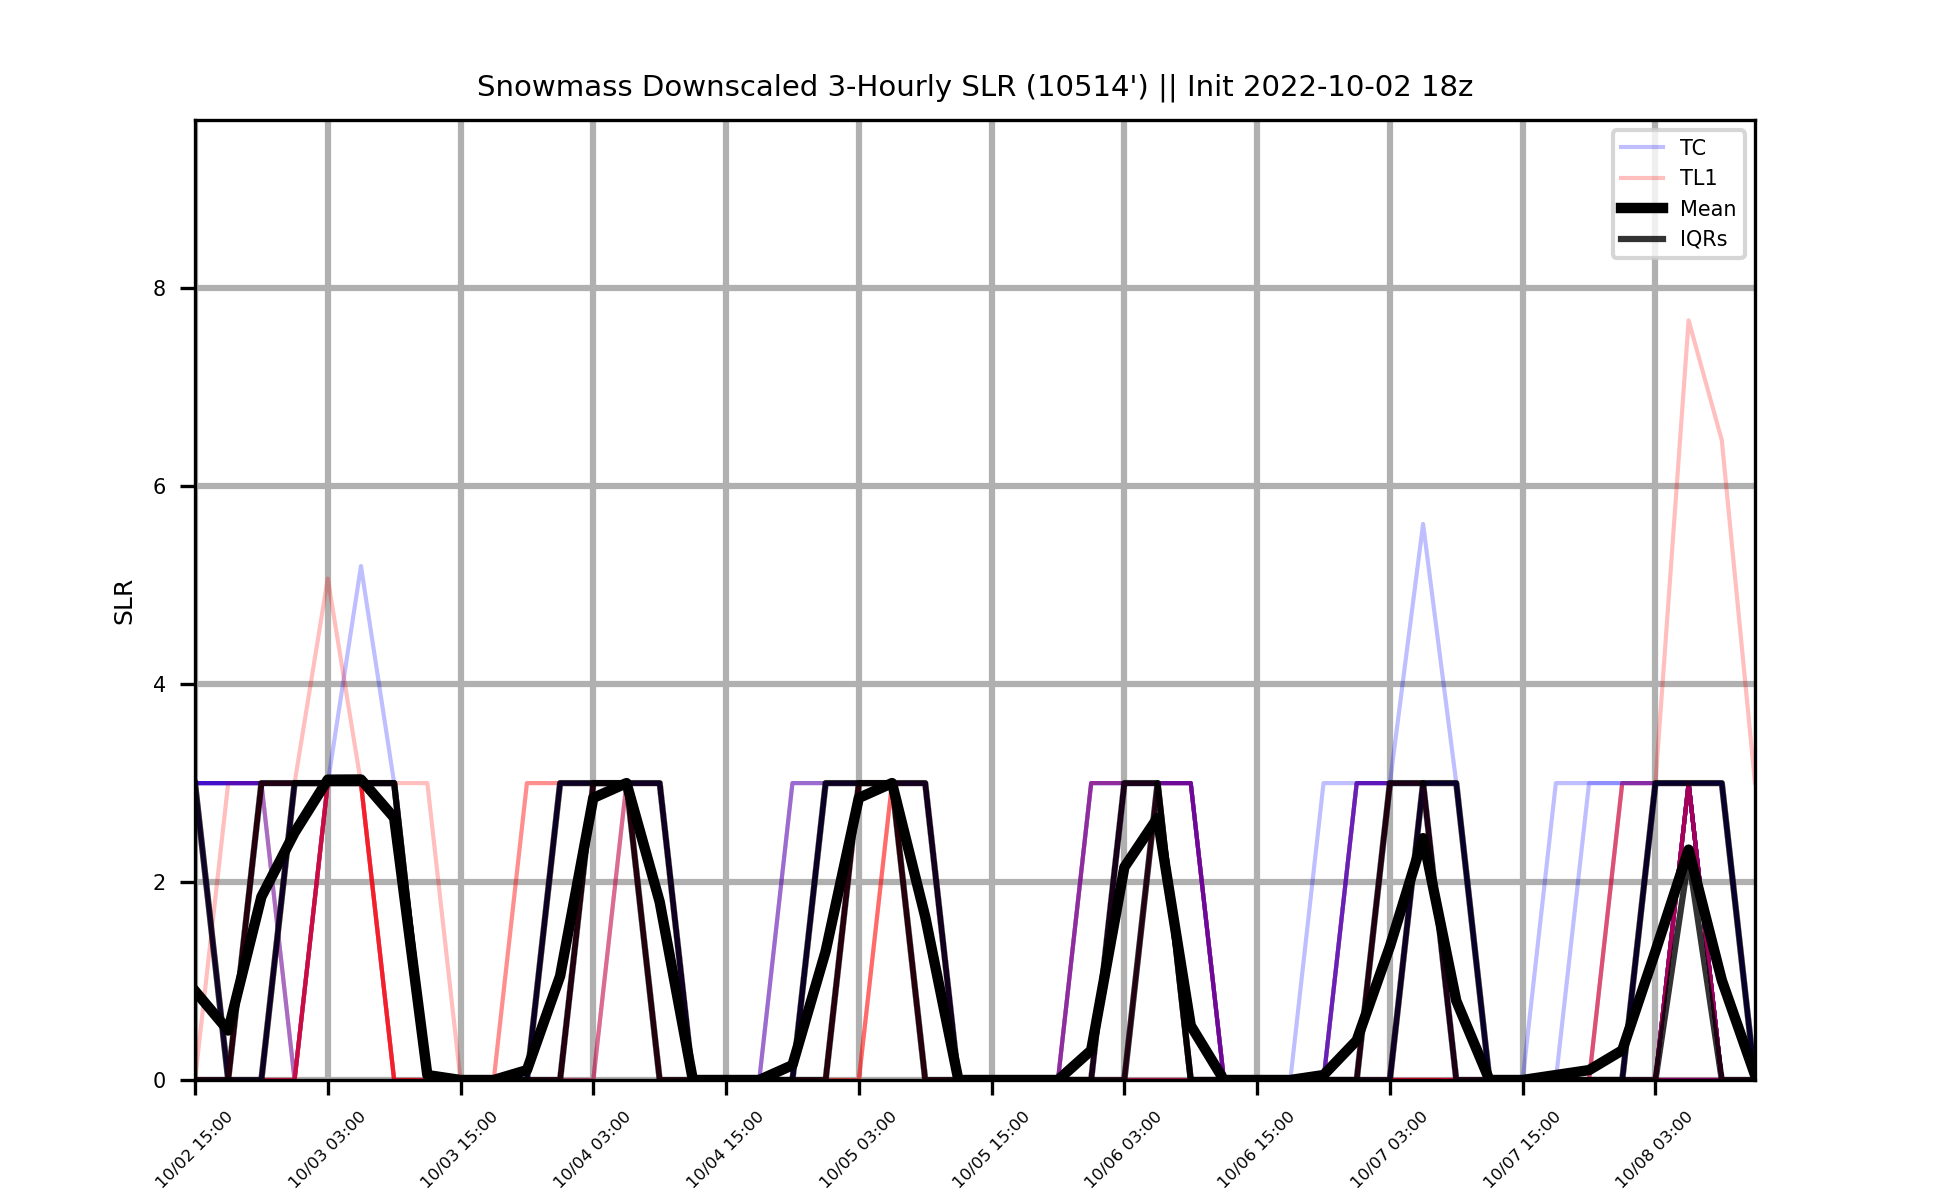 Snowmass Downscaled 3-Hourly SLR (10514') || Init 2022-10-02 18z
TC
TL1
Mean
IQRs
SLR
8
6
4
2
0
10/02 15:00
10/03 03:00
10/03 15:00
10/04 03:00
10/04 15:00
10/05 03:00
10/05 15:00
10/06 03:00
10/06 15:00
10/07 03:00
10/07 15:00
10/08 03:00